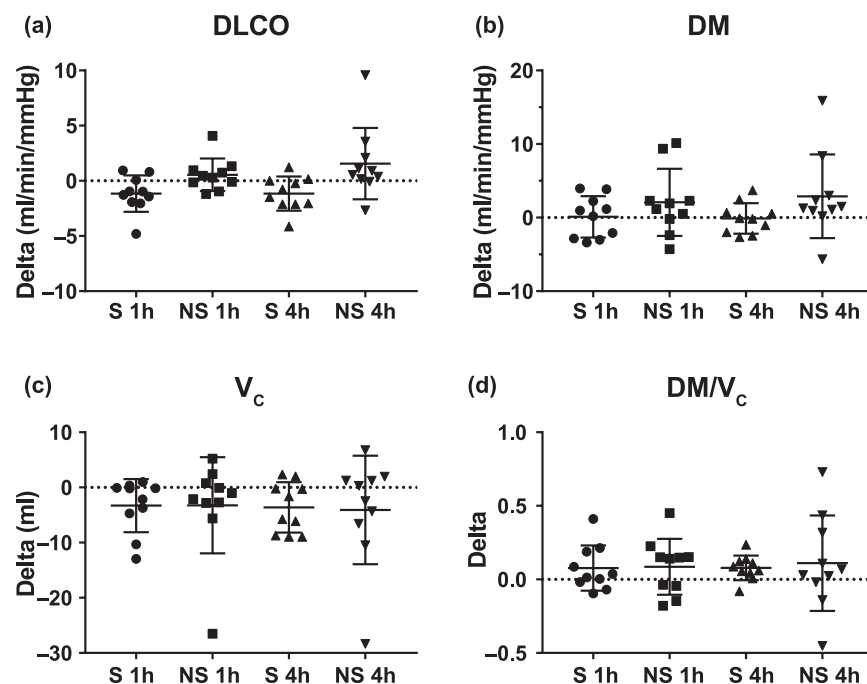 (a) DLCO
Delta (ml/min/mmHg)
10
5
0
–5
–10
S 1h NS 1h S 4h NS 4h
(b) DM
Delta (ml/min/mmHg)
20
10
0
–10
S 1h NS 1h S 4h NS 4h
(c) VC
Delta (ml)
10
0
–10
–20
–30
S 1h NS 1h S 4h NS 4h
(d) DM/VC
Delta
1.0
0.5
0.0
–0.5
S 1h NS 1h S 4h NS 4h